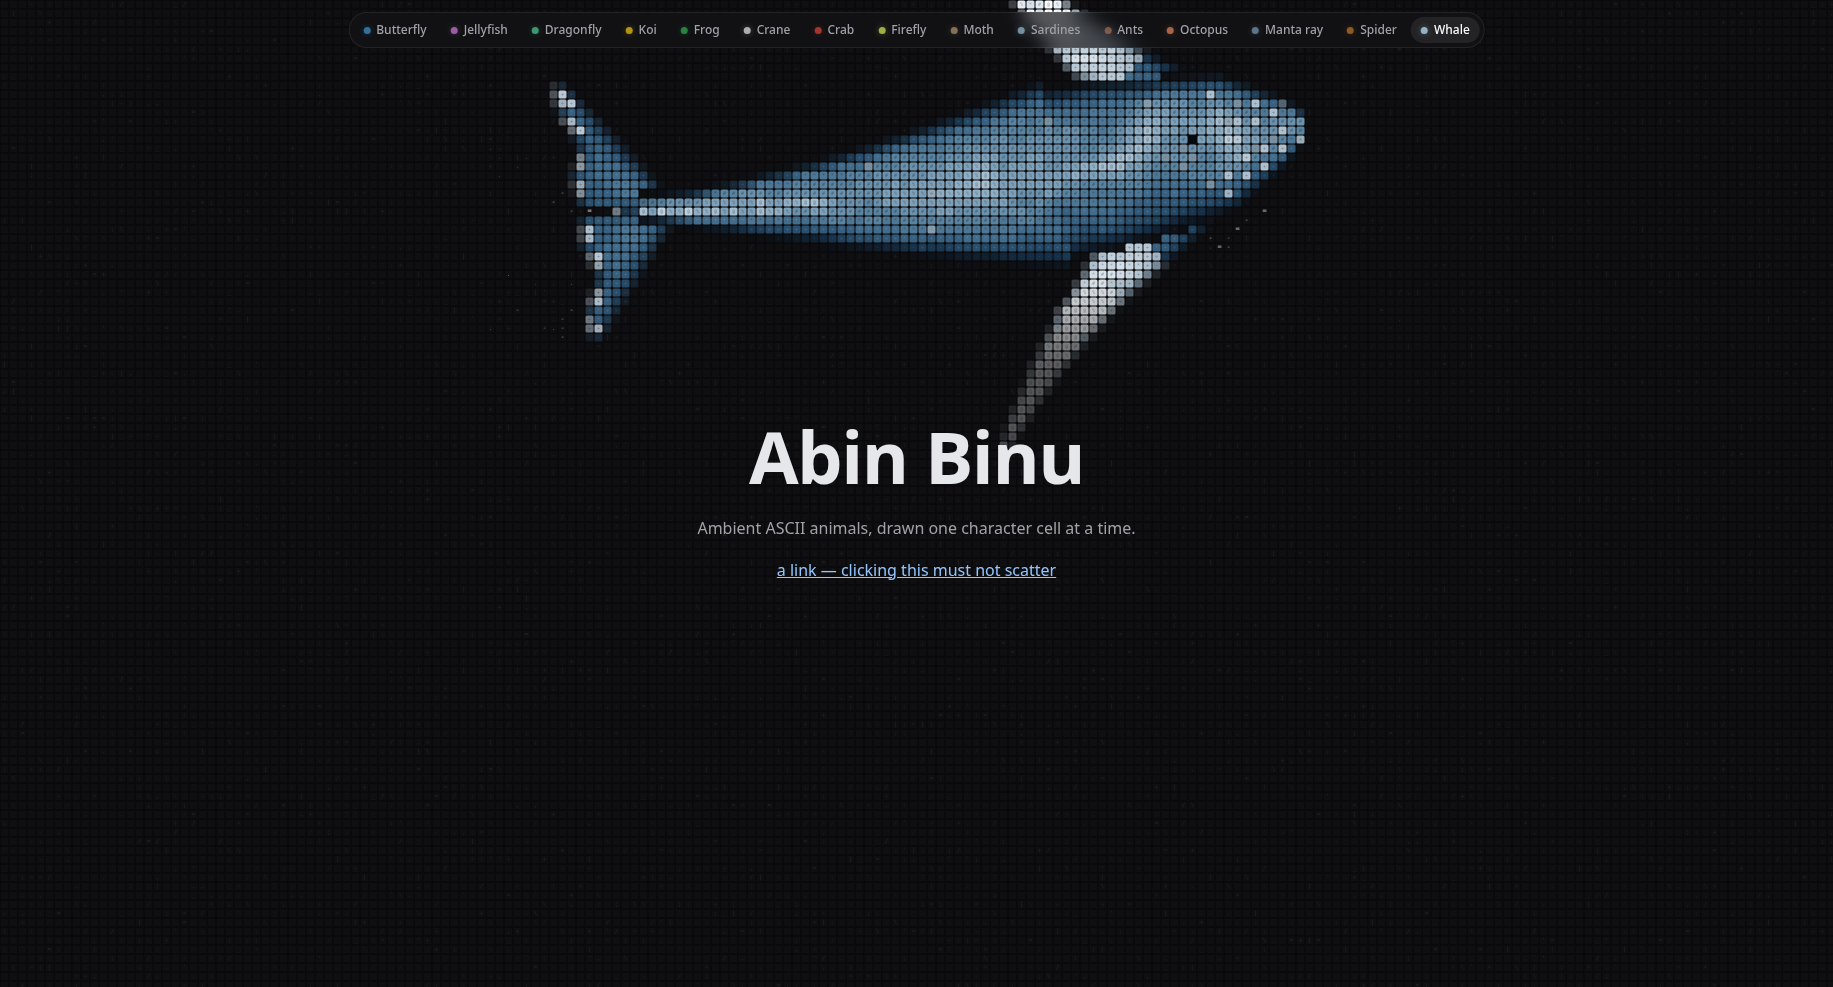 Butterfly Jellyfish Dragonfly Koi Frog Crane Crab Firefly Moth Sardines Ants Octopus Manta ray Spider Whale
Abin Binu
Ambient ASCII animals, drawn one character cell at a time.
a link — clicking this must not scatter